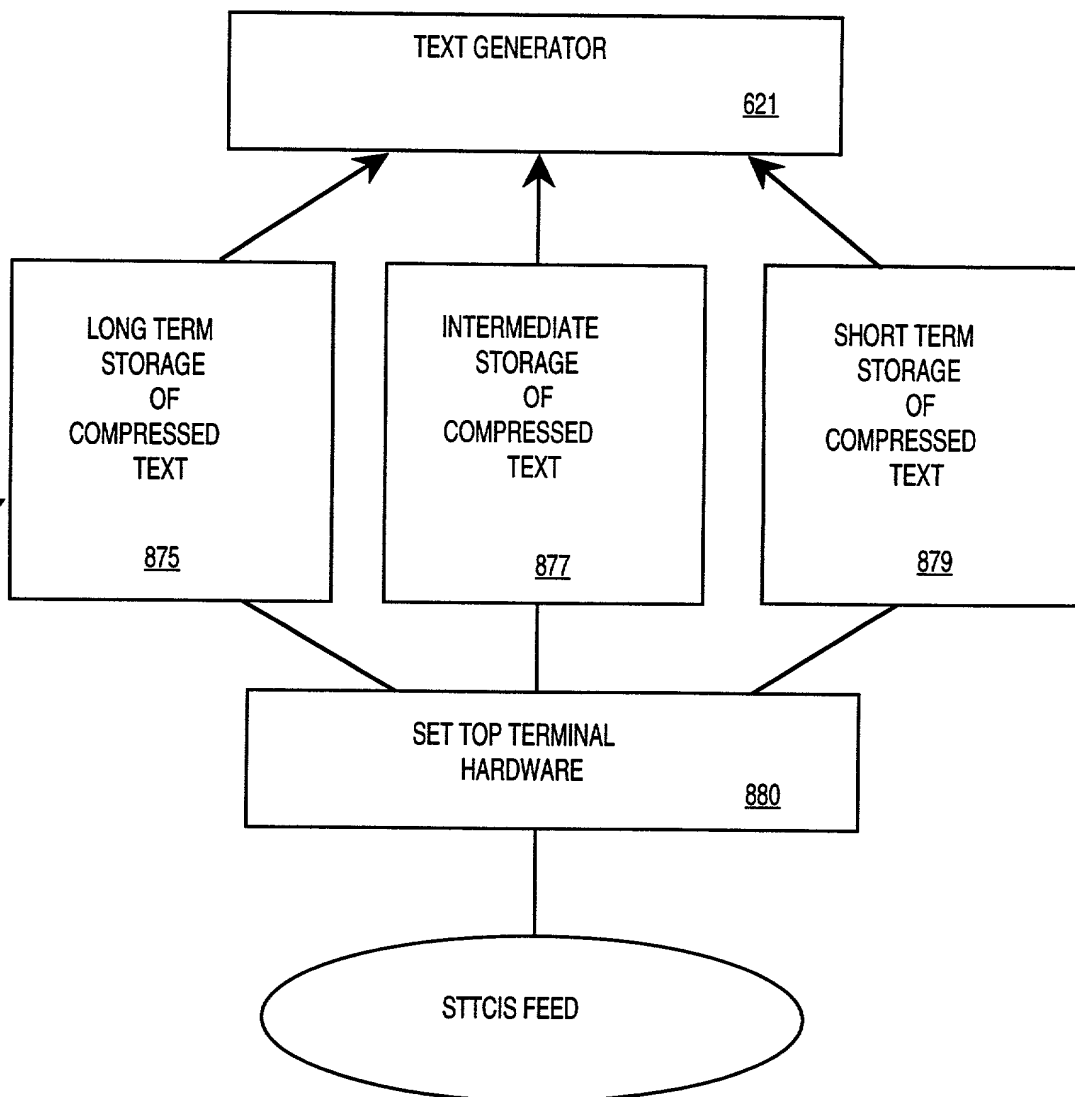 TEXT GENERATOR
621
LONG TERM
STORAGE
OF
COMPRESSED
TEXT
875
INTERMEDIATE
STORAGE
OF
COMPRESSED
TEXT
877
SHORT TERM
STORAGE
OF
COMPRESSED
TEXT
879
SET TOP TERMINAL
HARDWARE
880
STTCIS FEED